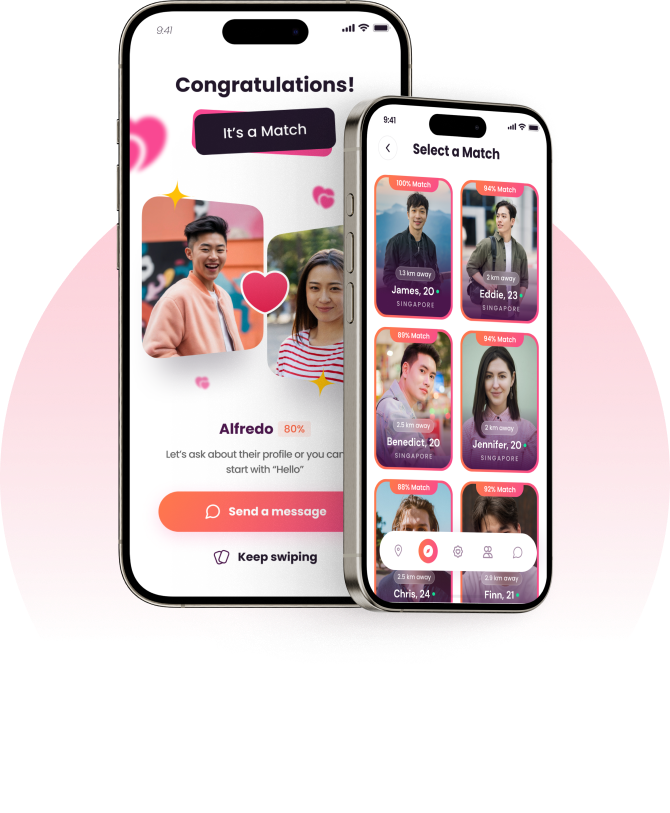 9:41
Congratulations!
It's a Match
Alfredo 80%
Let's ask about their profile or you can
start with "Hello"
Send a message
Keep swiping
9:41
Select a Match
100% Match
1.3 km away
James, 20
SINGAPORE
94% Match
2 km away
Eddie, 23
SINGAPORE
89% Match
2.5 km away
Benedict, 20
SINGAPORE
94% Match
2 km away
Jennifer, 20
SINGAPORE
88% Match
2.5 km away
Chris, 24
92% Match
2.5 km away
Finn, 21